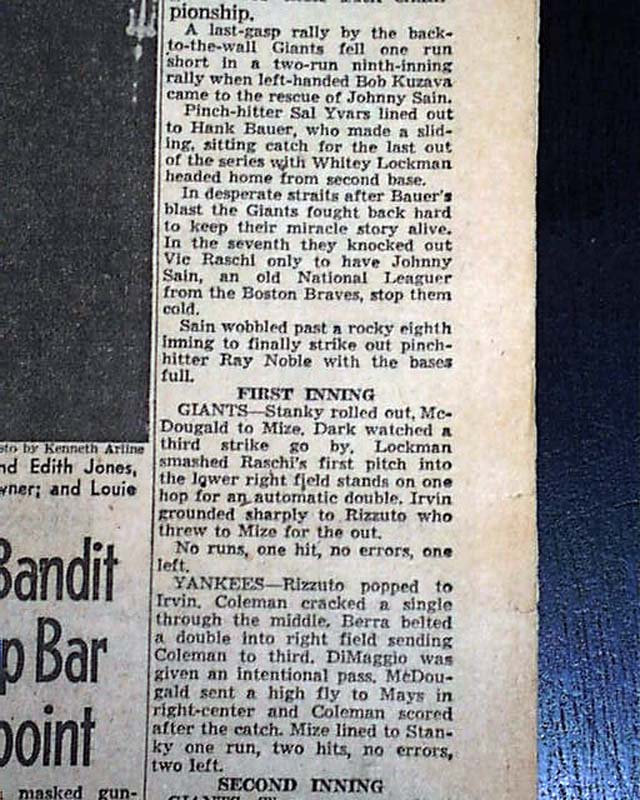 pionship.
A last-gasp rally by the back-
to-the-wall Giants fell one run
short in a two-run ninth-inning
rally when left-handed Bob Kuzava
came to the rescue of Johnny Sain.
Pinch-hitter Sal Yvars lined out
to Hank Bauer, who made a slid-
ing, sitting catch for the last out
of the series with Whitey Lockman
headed home from second base.
In desperate straits after Bauer's
blast the Giants fought back hard
to keep their miracle story alive.
In the seventh they knocked out
Vic Raschi only to have Johnny
Sain, an old National Leaguer
from the Boston Braves, stop them
cold.
Sain wobbled past a rocky eighth
inning to finally strike out pinch-
hitter Ray Noble with the bases
full.
FIRST INNING
GIANTS—Stanky rolled out, Mc-
Dougald to Mize. Dark watched a
third strike go by. Lockman
smashed Raschi's first pitch into
the lower right field stands on one
hop for an automatic double. Irvin
grounded sharply to Rizzuto who
threw to Mize for the out.
No runs, one hit, no errors, one
left.
YANKEES—Rizzuto popped to
Irvin. Coleman cracked a single
through the middle. Berra belted
a double into right field sending
Coleman to third. DiMaggio was
given an intentional pass. McDou-
gald sent a high fly to Mays in
right-center and Coleman scored
after the catch. Mize lined to Stan-
ky one run, two hits, no errors,
two left.
SECOND INNING
to by Kenneth Arline
nd Edith Jones,
wner; and Louie
Bandit
p Bar
point
masked gun-